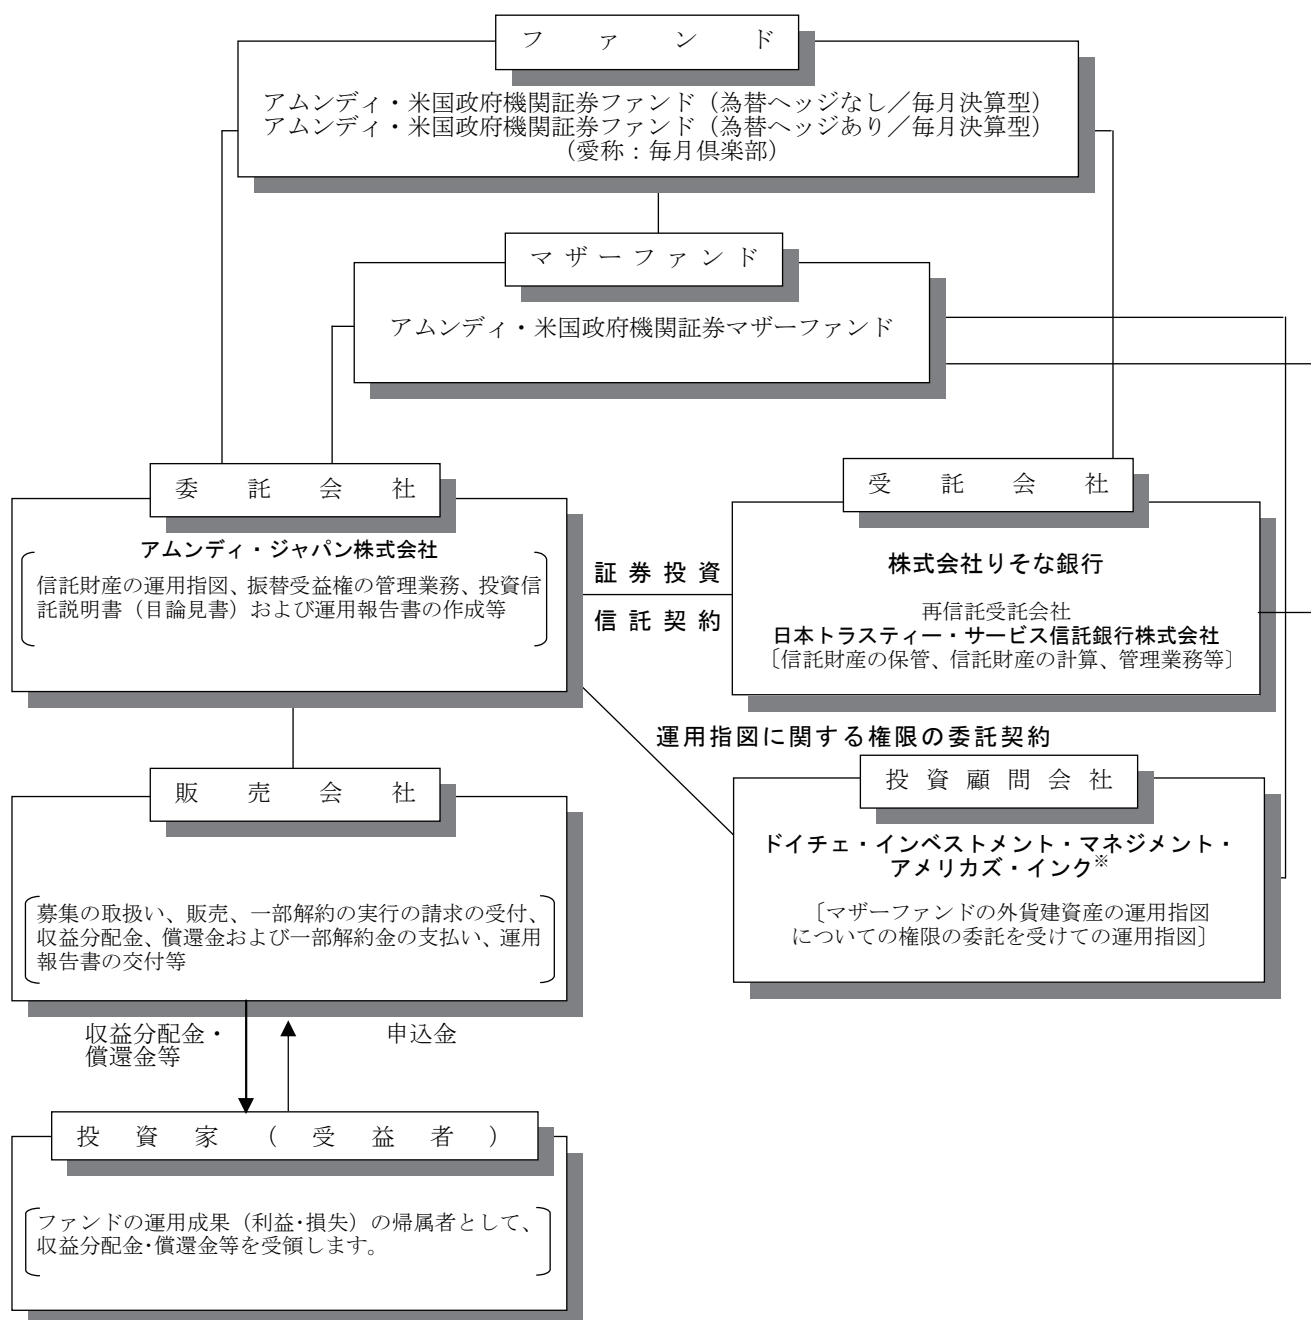 ファンド
アムンディ・米国政府機関証券ファンド（為替ヘッジなし／毎月決算型）
アムンディ・米国政府機関証券ファンド（為替ヘッジあり／毎月決算型）
（愛称：毎月倶楽部）
マザーファンド
アムンディ・米国政府機関証券マザーファンド
委託会社
アムンディ・ジャパン株式会社
信託財産の運用指図、振替受益権の管理業務、投資信
託説明書（目論見書）および運用報告書の作成等
証券投資
信託契約
受託会社
株式会社りそな銀行
再信託受託会社
日本トラスティー・サービス信託銀行株式会社
〔信託財産の保管、信託財産の計算、管理業務等〕
運用指図に関する権限の委託契約
販売会社
募集の取扱い、販売、一部解約の実行の請求の受付、
収益分配金、償還金および一部解約金の支払い、運用
報告書の交付等
投資顧問会社
ドイチェ・インベストメント・マネジメント・
アメリカズ・インク※
〔マザーファンドの外貨建資産の運用指図
についての権限の委託を受けての運用指図〕
収益分配金・
償還金等
申込金
投資家（受益者）
ファンドの運用成果（利益･損失）の帰属者として、
収益分配金･償還金等を受領します。